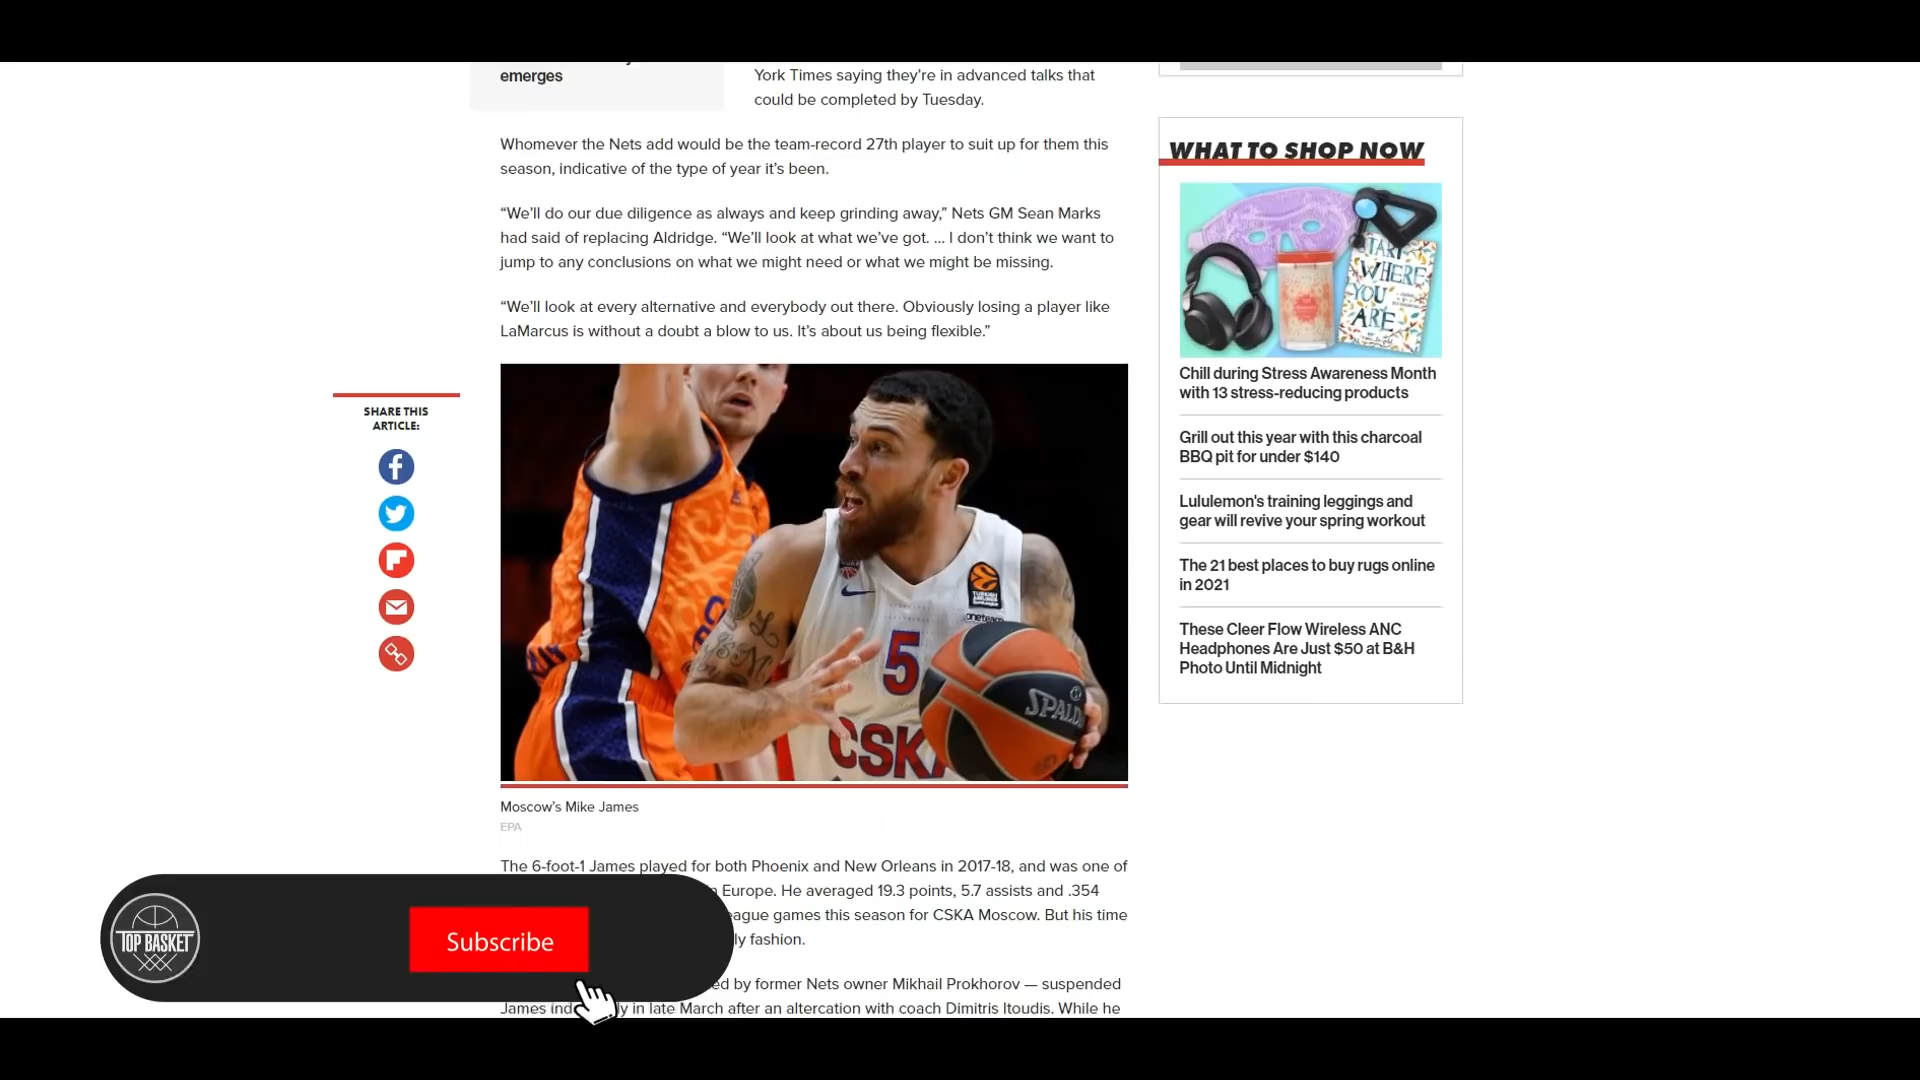 emerges
York Times saying they’re in advanced talks that
could be completed by Tuesday.
Whomever the Nets add would be the team-record 27th player to suit up for them this
season, indicative of the type of year it’s been.
“We’ll do our due diligence as always and keep grinding away,” Nets GM Sean Marks
had said of replacing Aldridge. “We’ll look at what we’ve got. … I don’t think we want to
jump to any conclusions on what we might need or what we might be missing.
“We’ll look at every alternative and everybody out there. Obviously losing a player like
LaMarcus is without a doubt a blow to us. It’s about us being flexible.”
SHARE THIS
ARTICLE:
5
CSKA
SPALD
TURKISH
AIRLINES
EuroLeague
oneteam
Moscow’s Mike James
EPA
The 6-foot-1 James played for both Phoenix and New Orleans in 2017-18, and was one of
n Europe. He averaged 19.3 points, 5.7 assists and .354
eague games this season for CSKA Moscow. But his time
ly fashion.
ed by former Nets owner Mikhail Prokhorov — suspended
James ind ly in late March after an altercation with coach Dimitris Itoudis. While he
TOP BASKET
Subscribe
WHAT TO SHOP NOW
START
WHERE
YOU
ARE
Chill during Stress Awareness Month
with 13 stress-reducing products
Grill out this year with this charcoal
BBQ pit for under $140
Lululemon's training leggings and
gear will revive your spring workout
The 21 best places to buy rugs online
in 2021
These Cleer Flow Wireless ANC
Headphones Are Just $50 at B&H
Photo Until Midnight